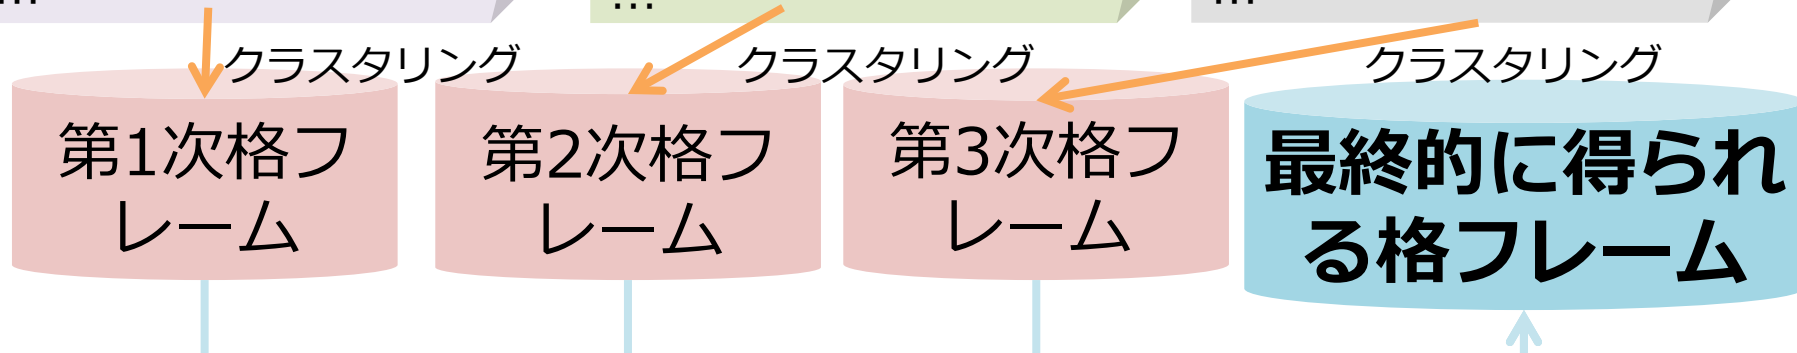 …
…
…
クラスタリング
クラスタリング
クラスタリング
第1次格フ
レーム
第2次格フ
レーム
第3次格フ
レーム
最終的に得られ
る格フレーム